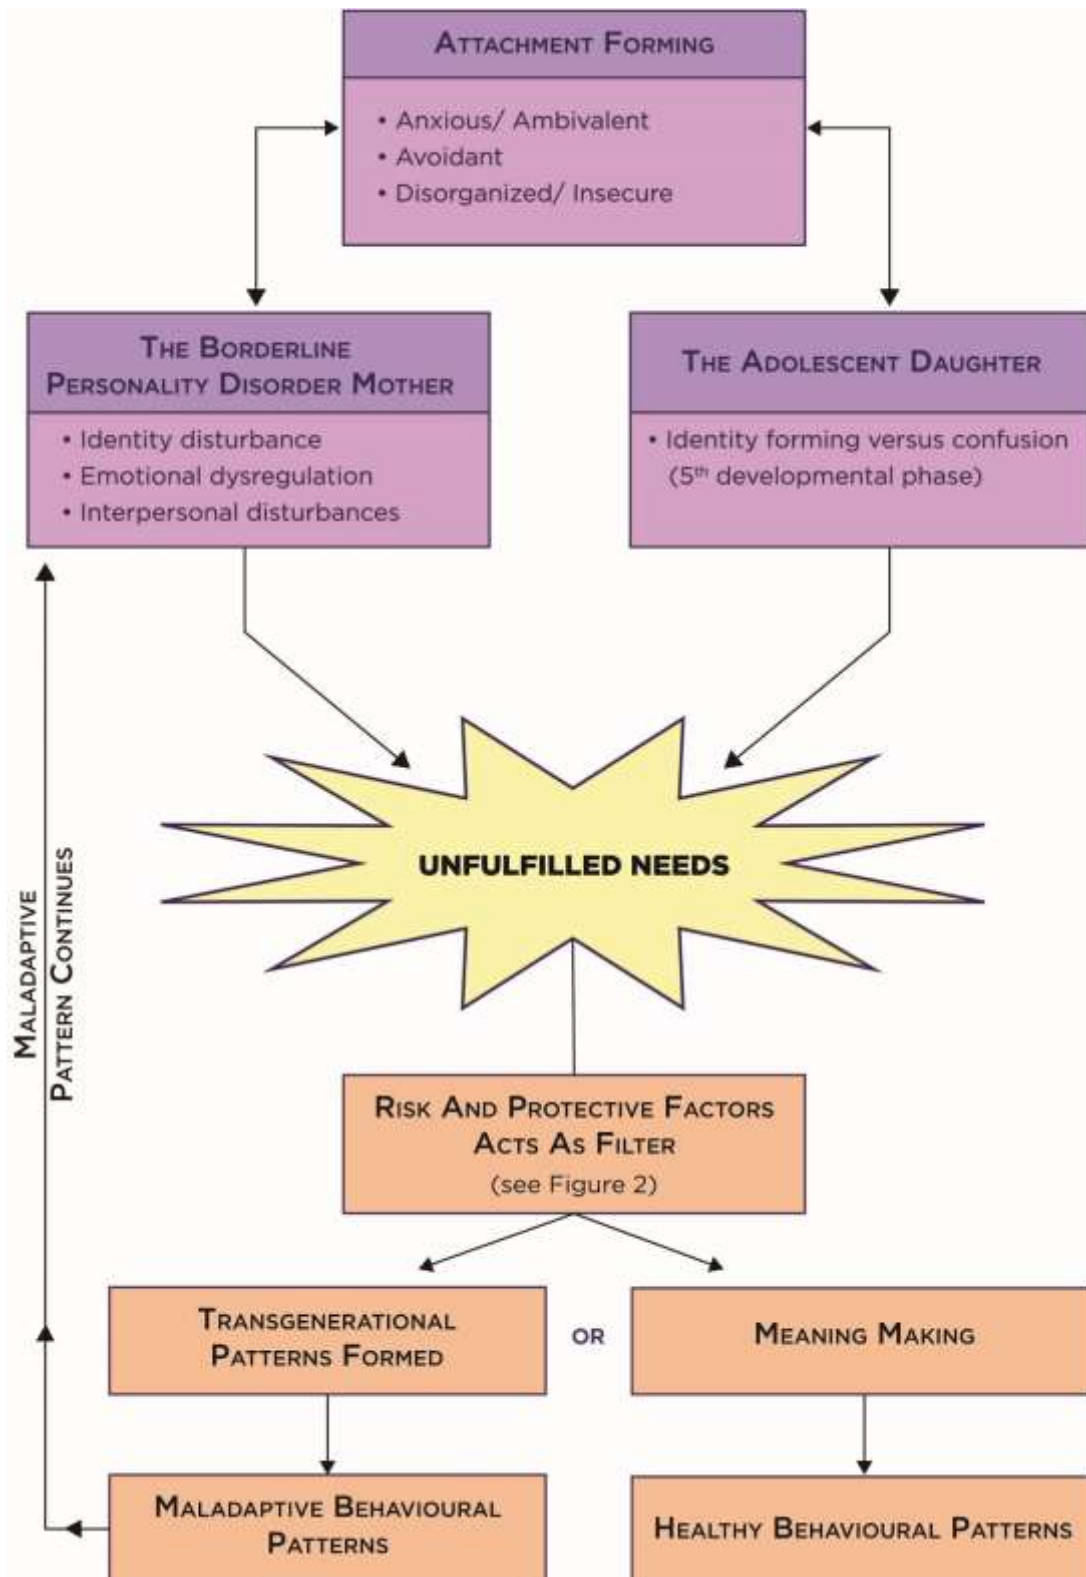 ATTACHMENT FORMING
• Anxious/ Ambivalent
• Avoidant
• Disorganized/ Insecure
THE BORDERLINE
PERSONALITY DISORDER MOTHER
• Identity disturbance
• Emotional dysregulation
• Interpersonal disturbances
THE ADOLESCENT DAUGHTER
• Identity forming versus confusion
(5th developmental phase)
UNFULFILLED NEEDS
MALADAPTIVE
PATTERN CONTINUES
RISK AND PROTECTIVE FACTORS
ACTS AS FILTER
(see Figure 2)
TRANSGENERATIONAL
PATTERNS FORMED
OR
MEANING MAKING
MALADAPTIVE BEHAVIOURAL
PATTERNS
HEALTHY BEHAVIOURAL PATTERNS